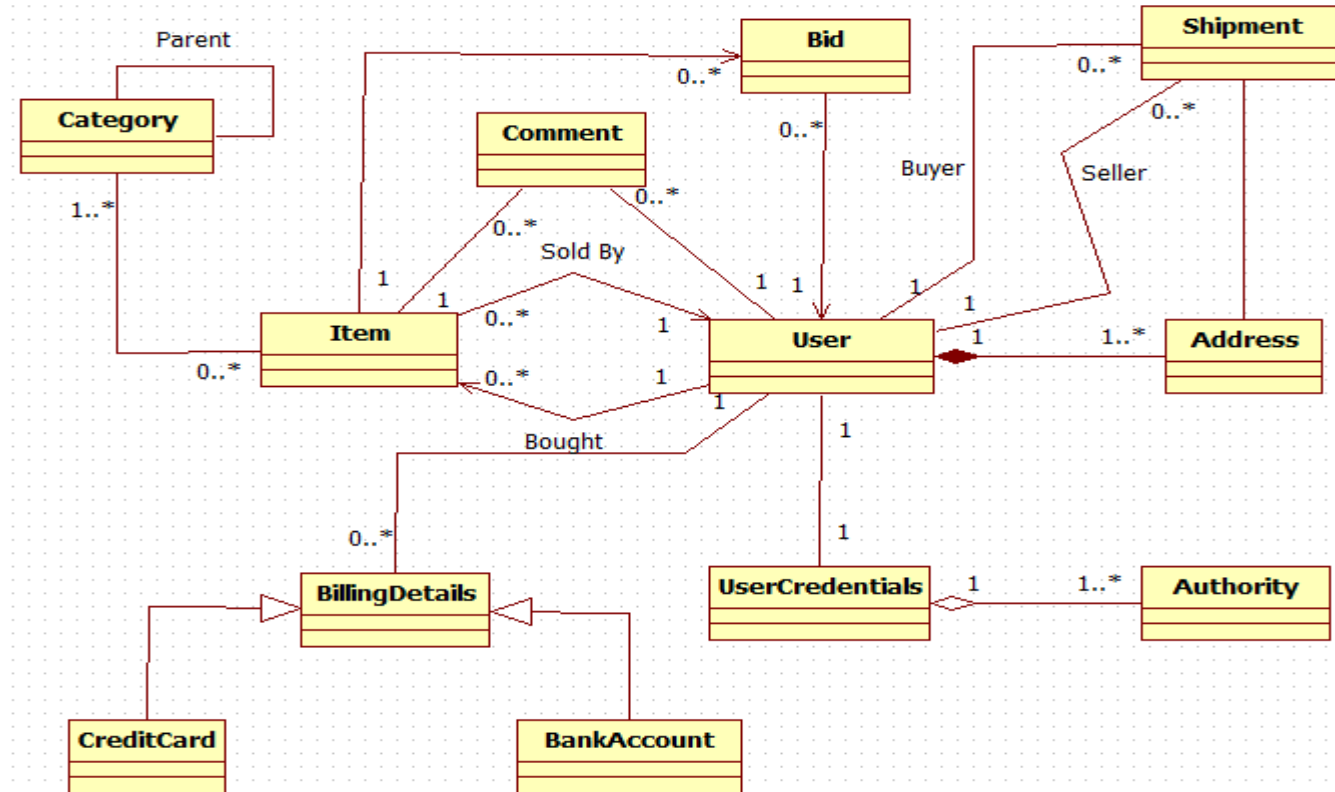 Parent
Bid
Shipment
0..*
0..*
Category
Comment
0..*
0..*
Buyer
Seller
1..*
0..*
0..*
Sold By
1
1
1
1
1
1
0..*
1
Item
User
1
1..*
Address
0..*
0..*
1
1
Bought
1
0..*
1
BillingDetails
UserCredentials
1
1..*
Authority
CreditCard
BankAccount